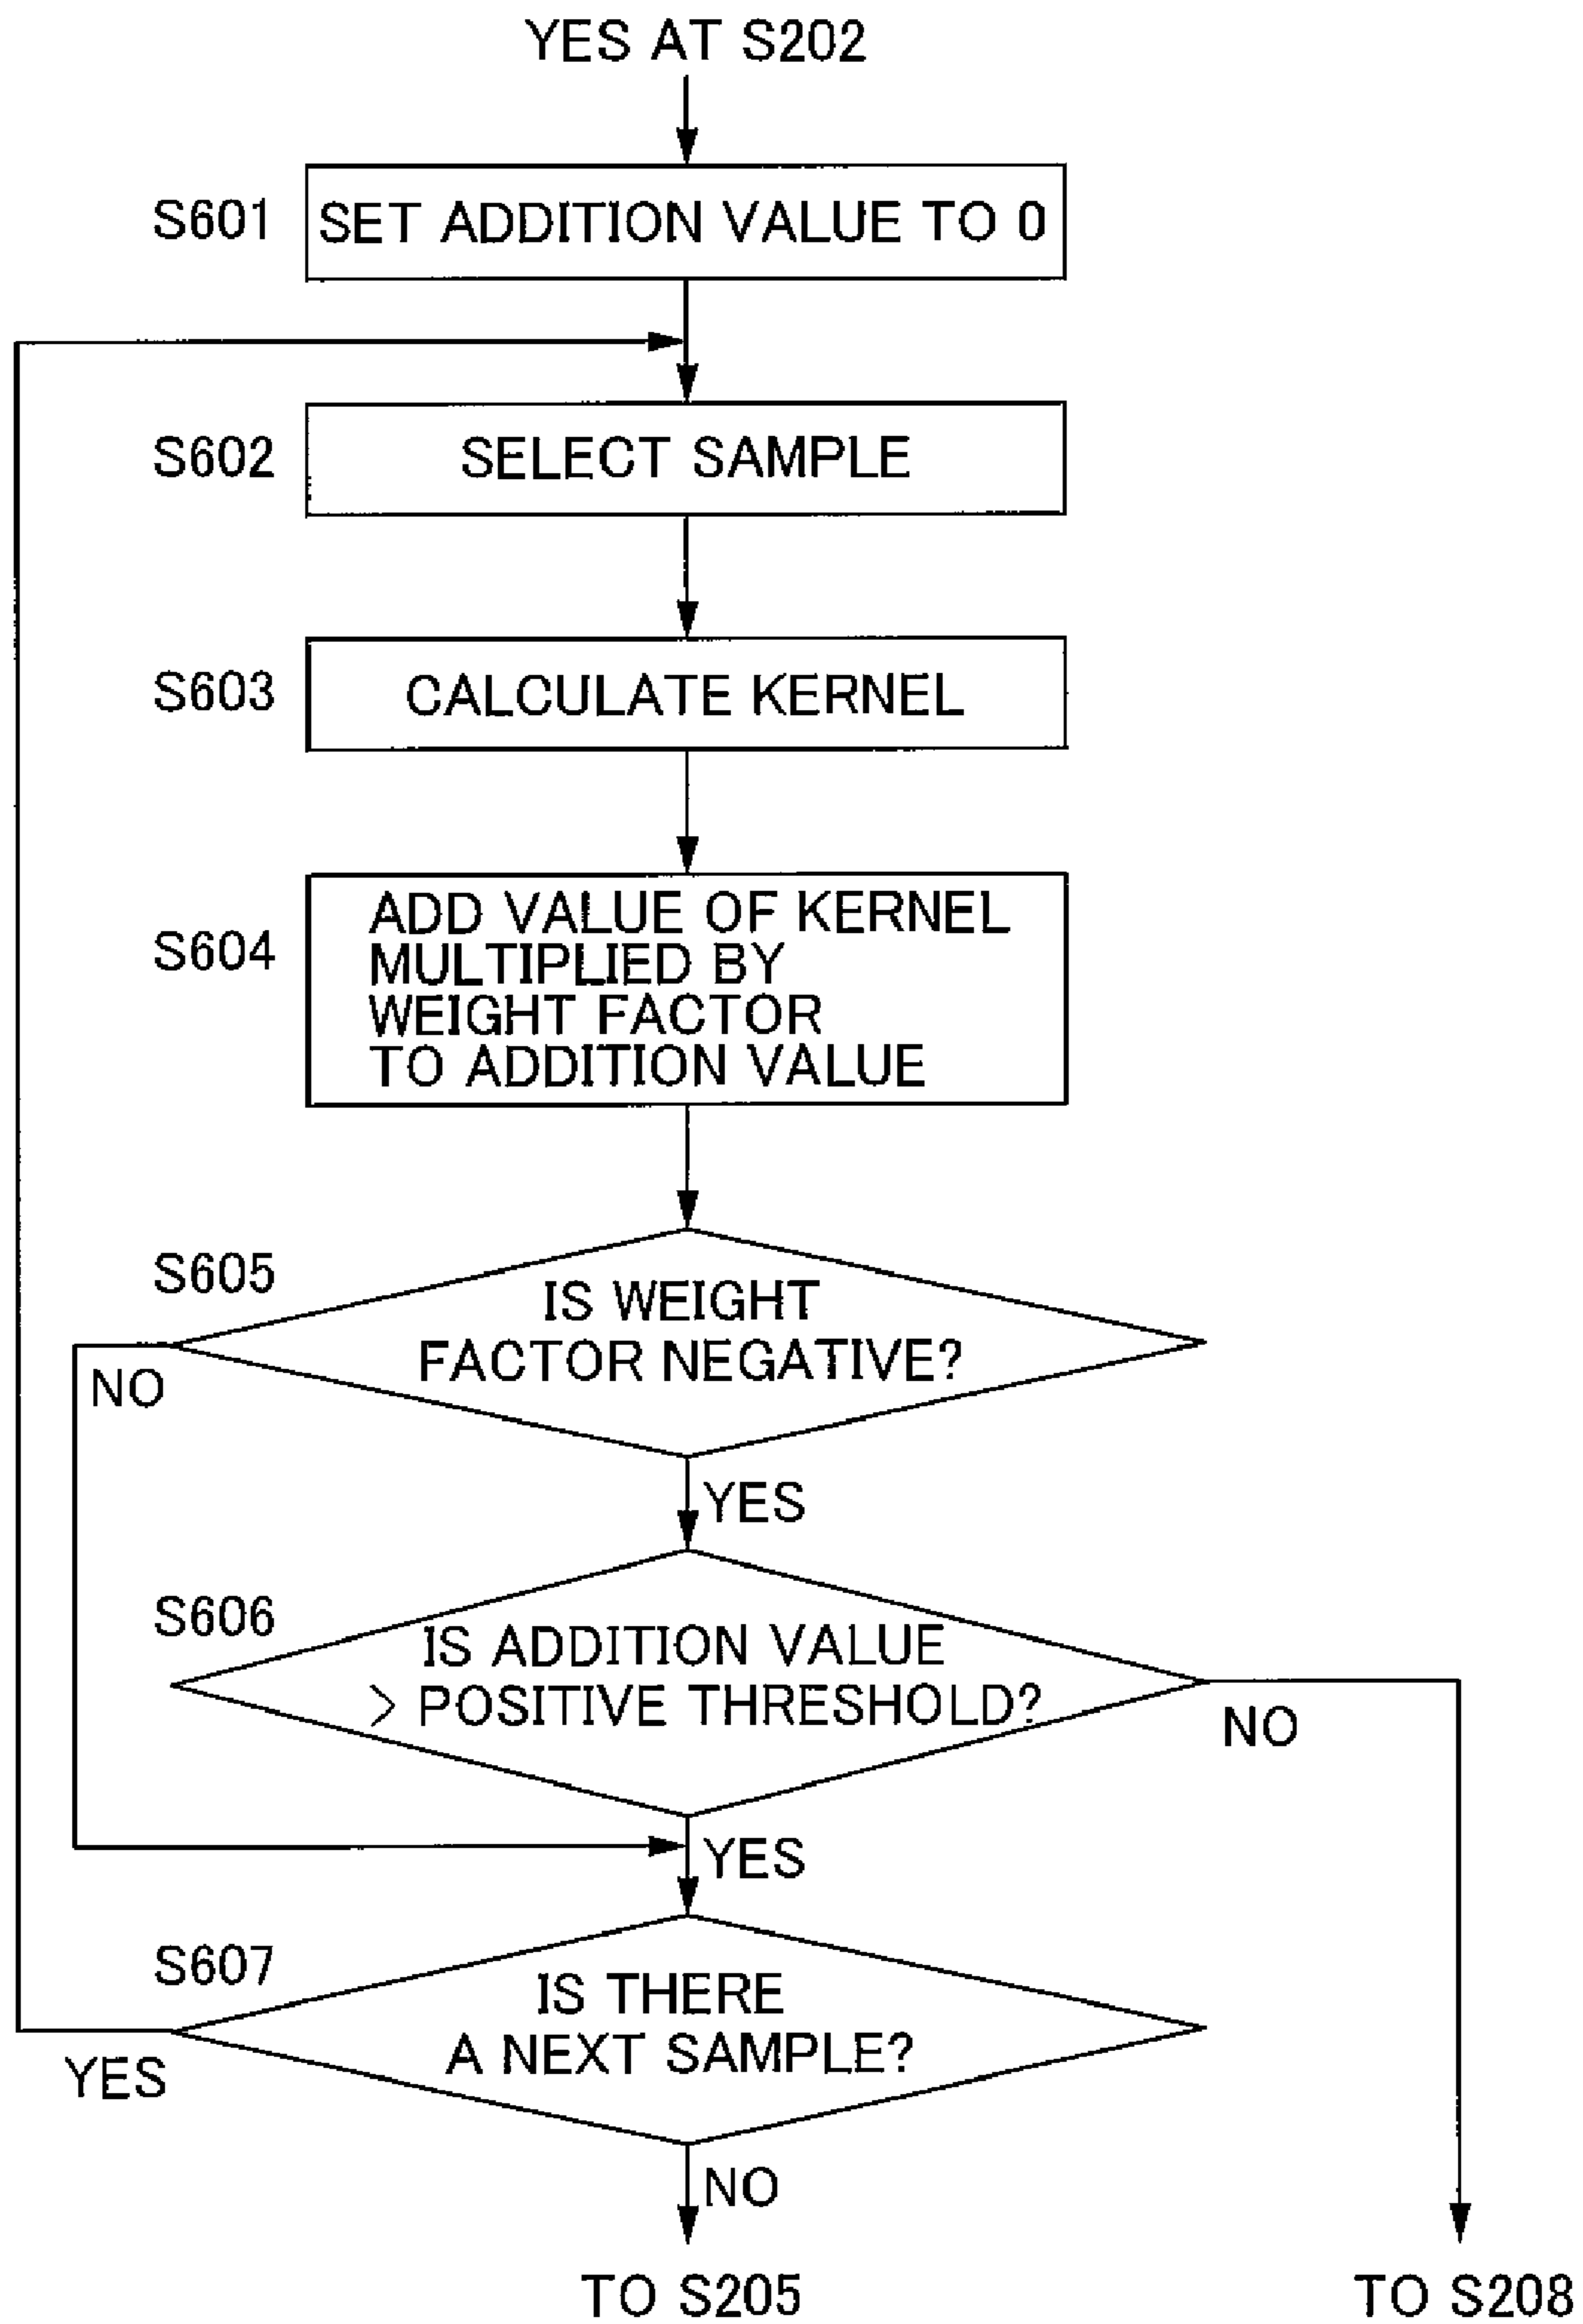 YES AT S202
S601
SET ADDITION VALUE TO 0
S602
SELECT SAMPLE
S603
CALCULATE KERNEL
S604
ADD VALUE OF KERNEL
MULTIPLIED BY
WEIGHT FACTOR
TO ADDITION VALUE
S605
IS WEIGHT
FACTOR NEGATIVE?
NO
YES
S606
IS ADDITION VALUE
> POSITIVE THRESHOLD?
NO
YES
S607
IS THERE
A NEXT SAMPLE?
YES
NO
TO S205
TO S208